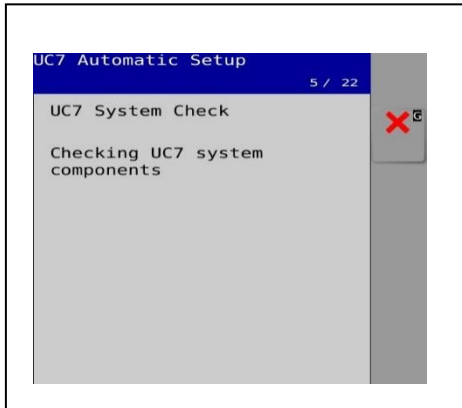 UC7 Automatic Setup
5/ 22
UC7 System Check
G
Checking UC7 system
components